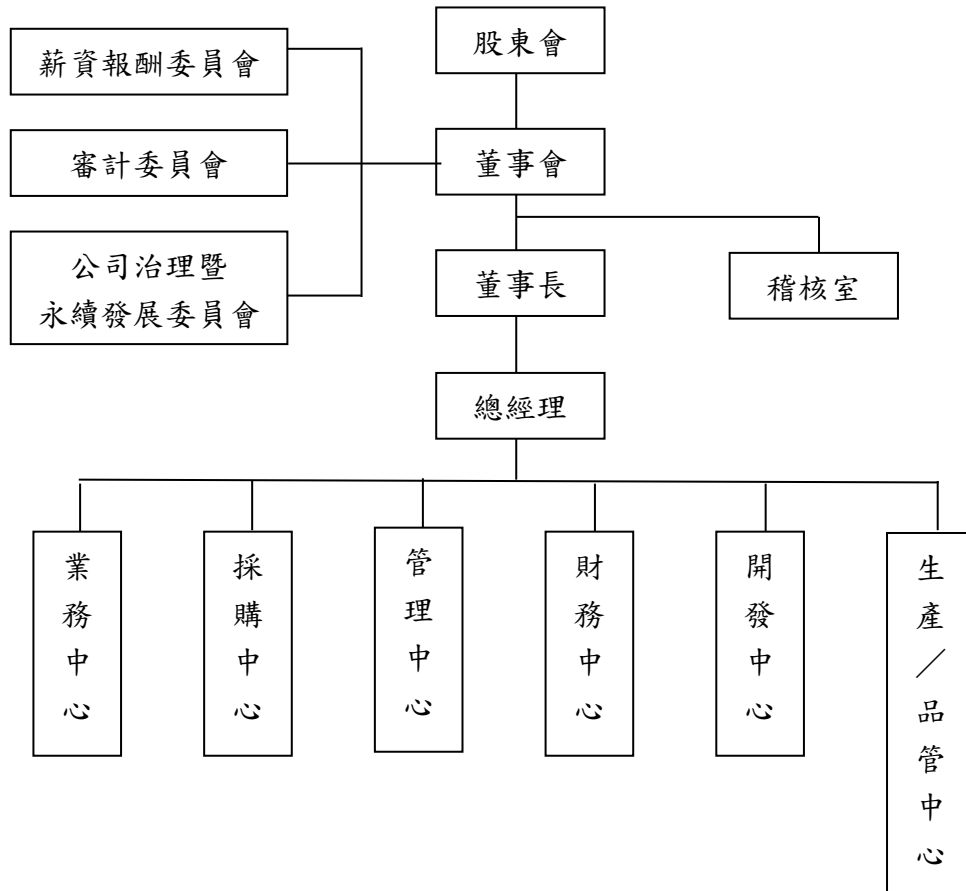 股東會
薪資報酬委員會
審計委員會
董事會
公司治理暨
永續發展委員會
董事長
稽核室
總經理
業務中心
採購中心
管理中心
財務中心
開發中心
生產／品管中心